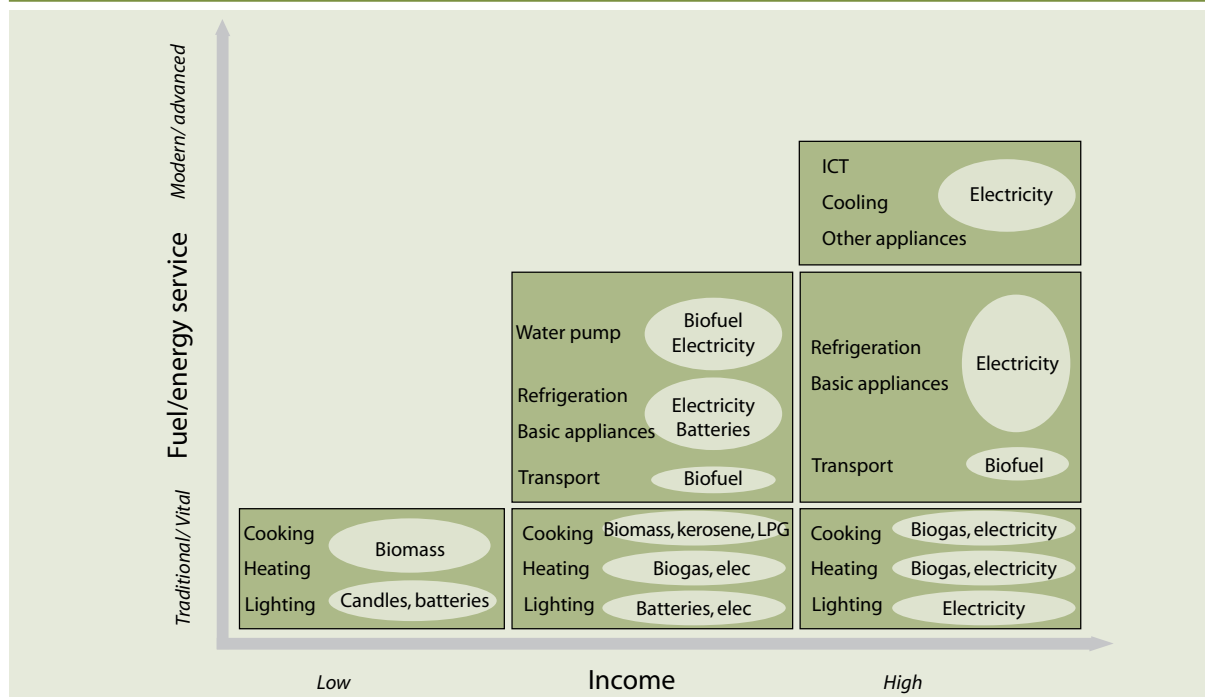 Modern/ advanced
Fuel/energy service
Traditional/ Vital
ICT
Cooling
Other appliances
Electricity
Water pump
Biofuel
Electricity
Refrigeration
Basic appliances
Electricity
Batteries
Transport
Biofuel
Refrigeration
Basic appliances
Electricity
Transport
Biofuel
Cooking
Heating
Biomass
Lighting
Candles, batteries
Cooking
Biomass, kerosene, LPG
Heating
Biogas, elec
Lighting
Batteries, elec
Cooking
Biogas, electricity
Heating
Biogas, electricity
Lighting
Electricity
Low
Income
High